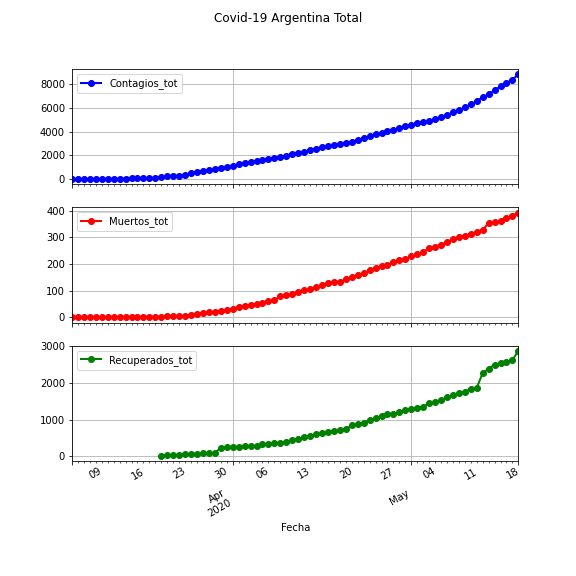 Covid-19 Argentina Total
8000
6000
4000
2000
0
Contagios_tot
400
300
200
100
0
Muertos_tot
3000
2000
1000
0
Recuperados_tot
09 16 23 30 06 13 20 27 04 11 18
Apr May
2020
Fecha